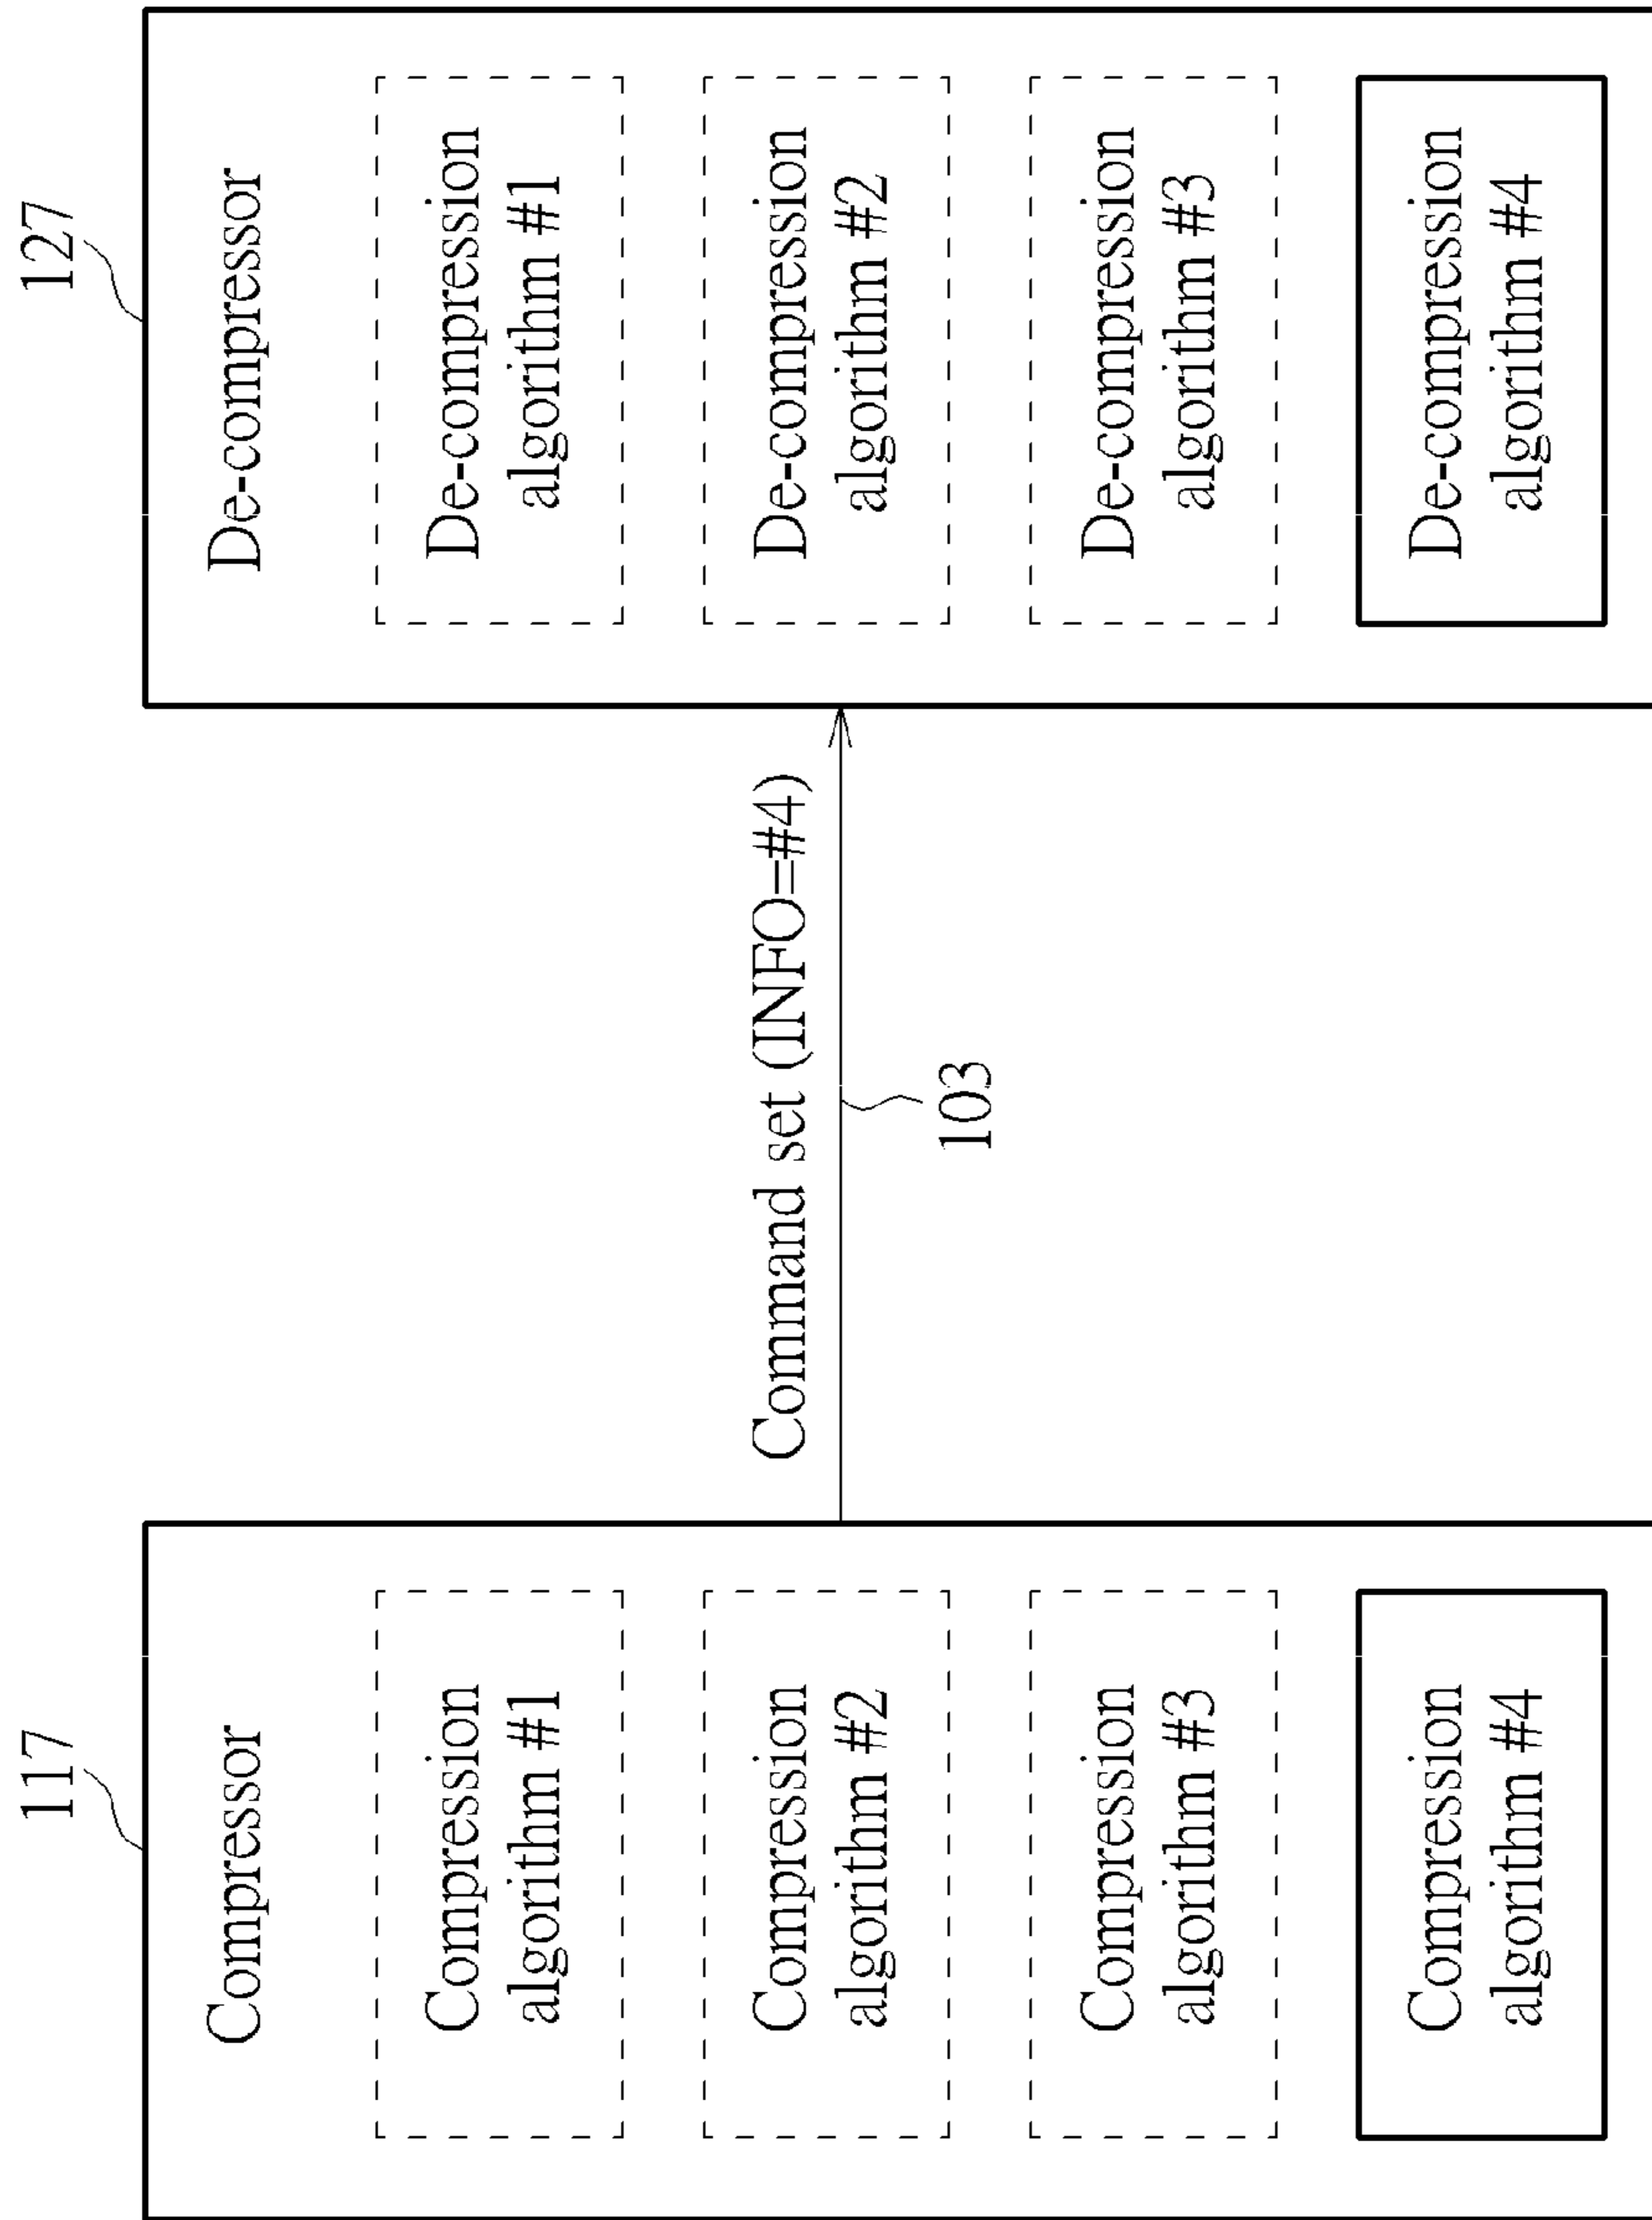 117
Compressor
Compression
algorithm #1
Compression
algorithm #2
Compression
algorithm #3
Compression
algorithm #4
Command set (INFO=#4)
103
127
De-compressor
De-compression
algorithm #1
De-compression
algorithm #2
De-compression
algorithm #3
De-compression
algorithm #4